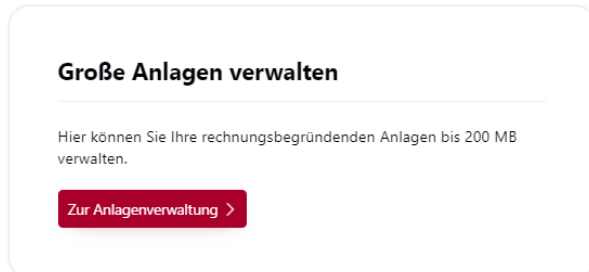 Große Anlagen verwalten
Hier können Sie Ihre rechnungsbegründenden Anlagen bis 200 MB
verwalten.
Zur Anlagenverwaltung